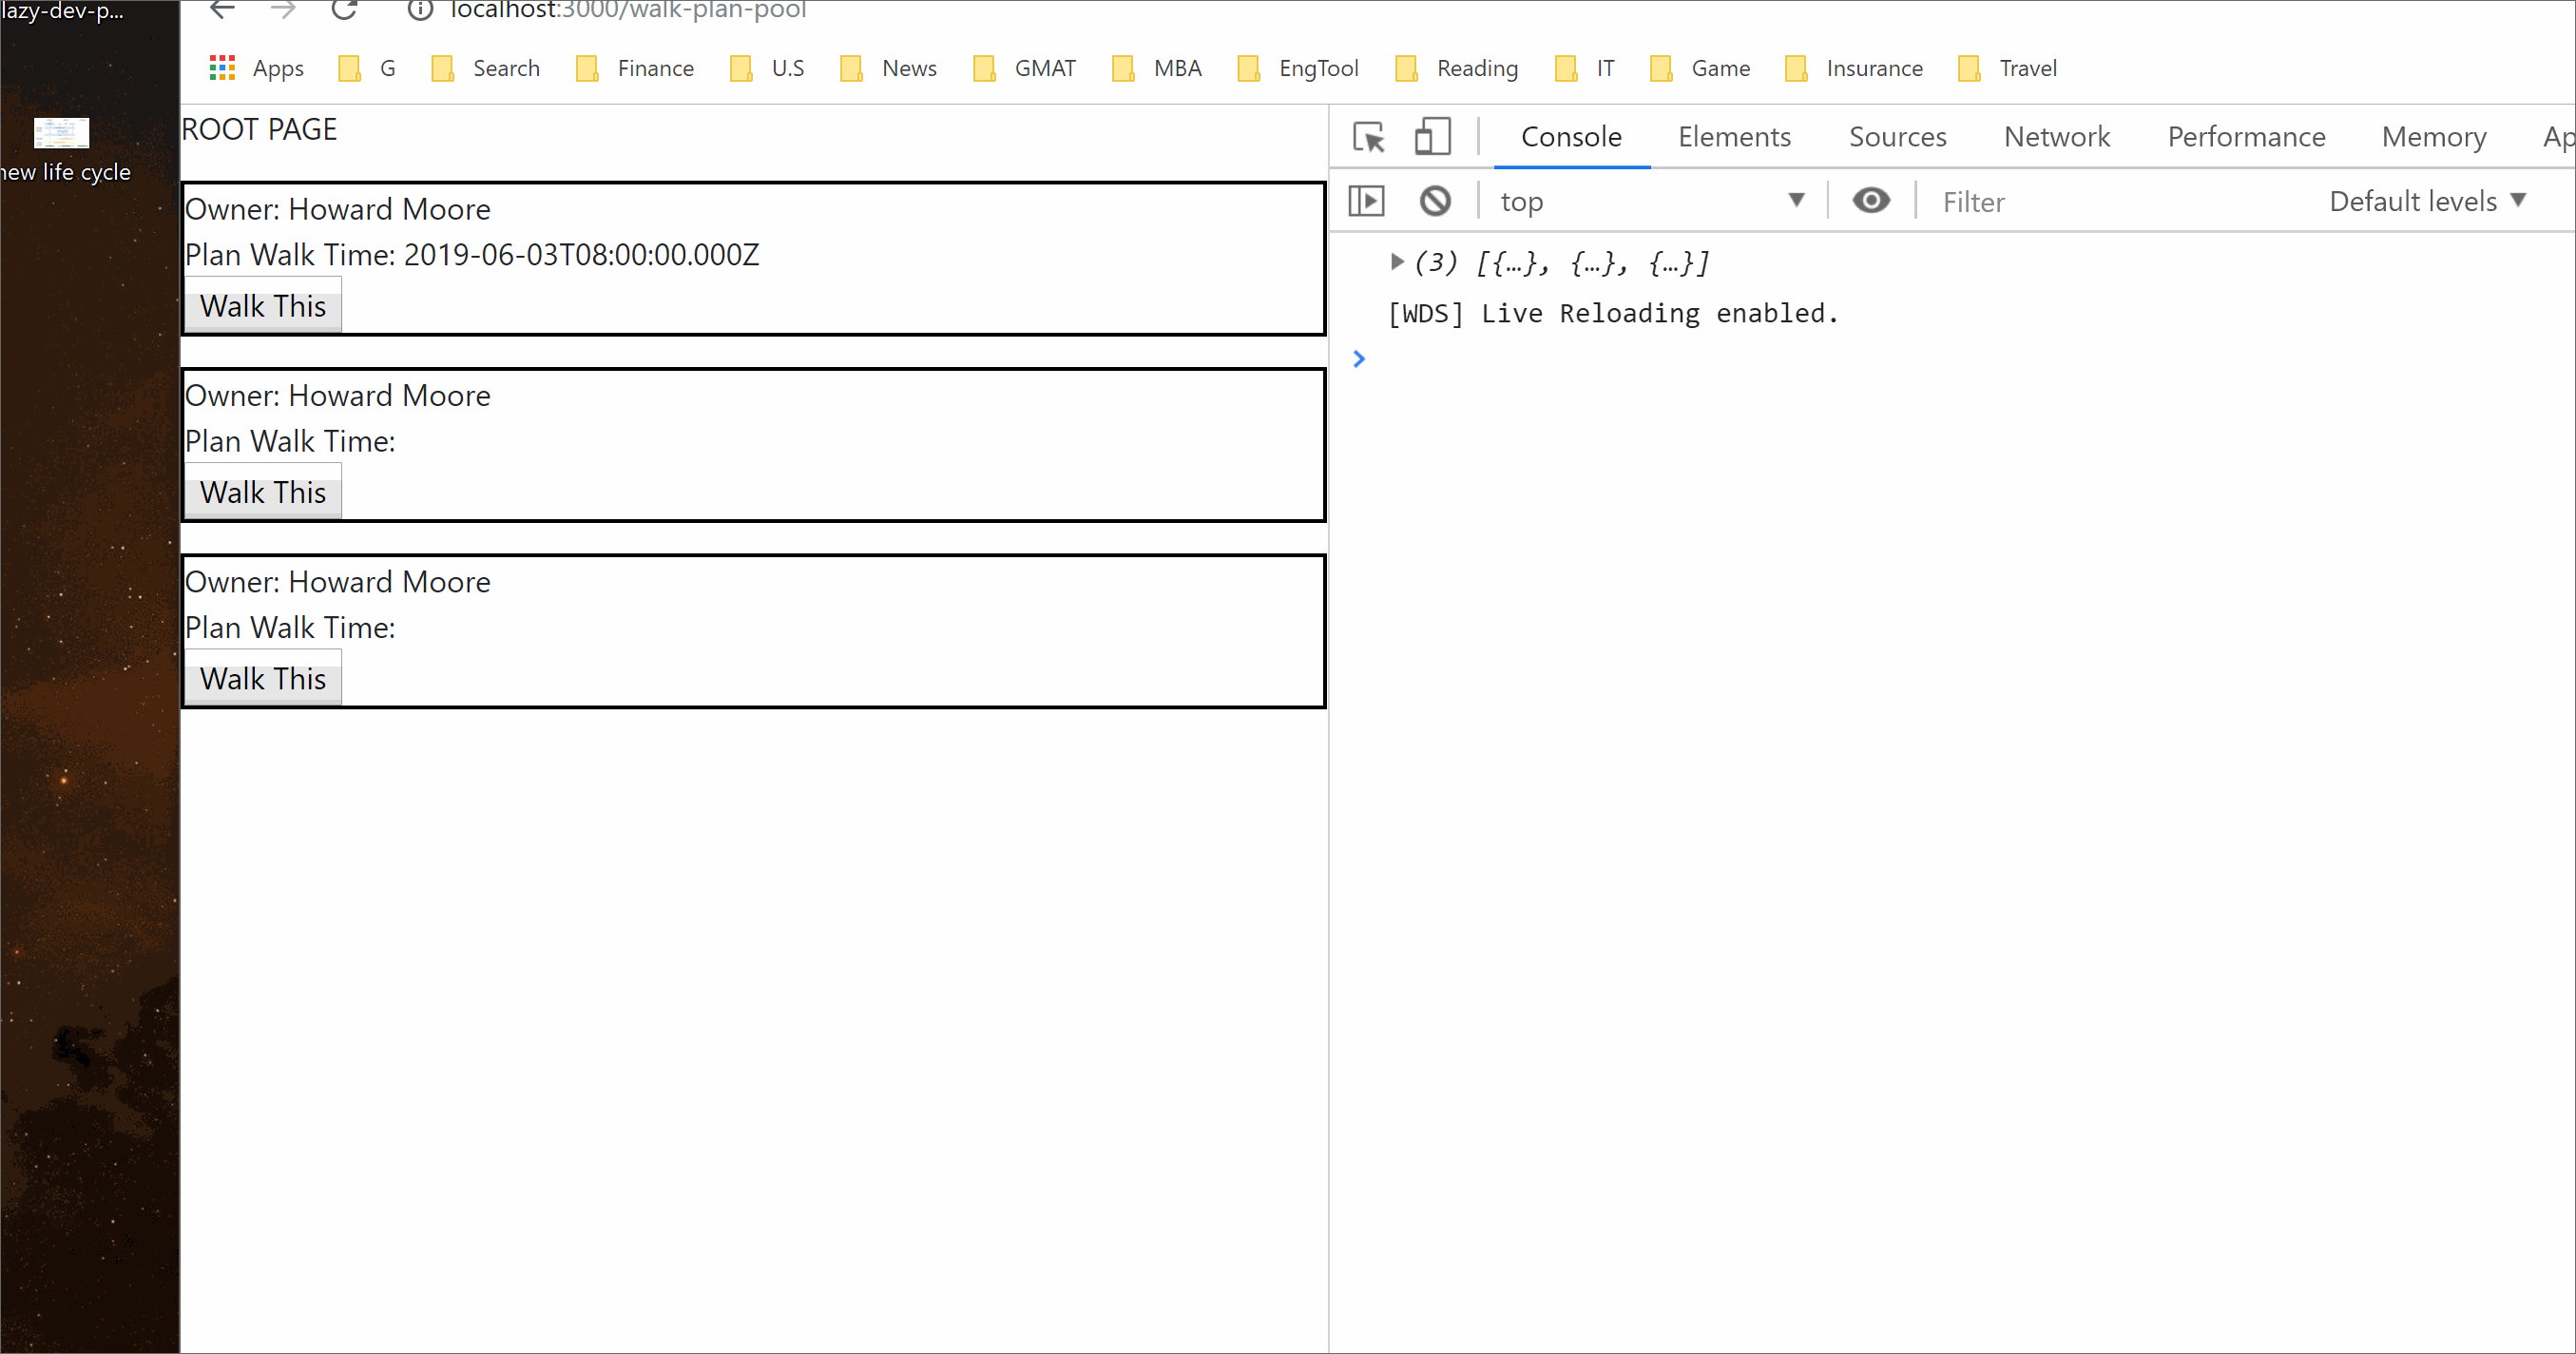 lazy-dev-p...
new life cycle
localhost:3000/walk-plan-pool
Apps G Search Finance U.S News GMAT MBA EngTool Reading IT Game Insurance Travel
ROOT PAGE
Owner: Howard Moore
Plan Walk Time: 2019-06-03T08:00:00.000Z
Walk This
Owner: Howard Moore
Plan Walk Time:
Walk This
Owner: Howard Moore
Plan Walk Time:
Walk This
Console Elements Sources Network Performance Memory Ap
top Filter Default levels
(3) [{…}, {…}, {…}]
[WDS] Live Reloading enabled.